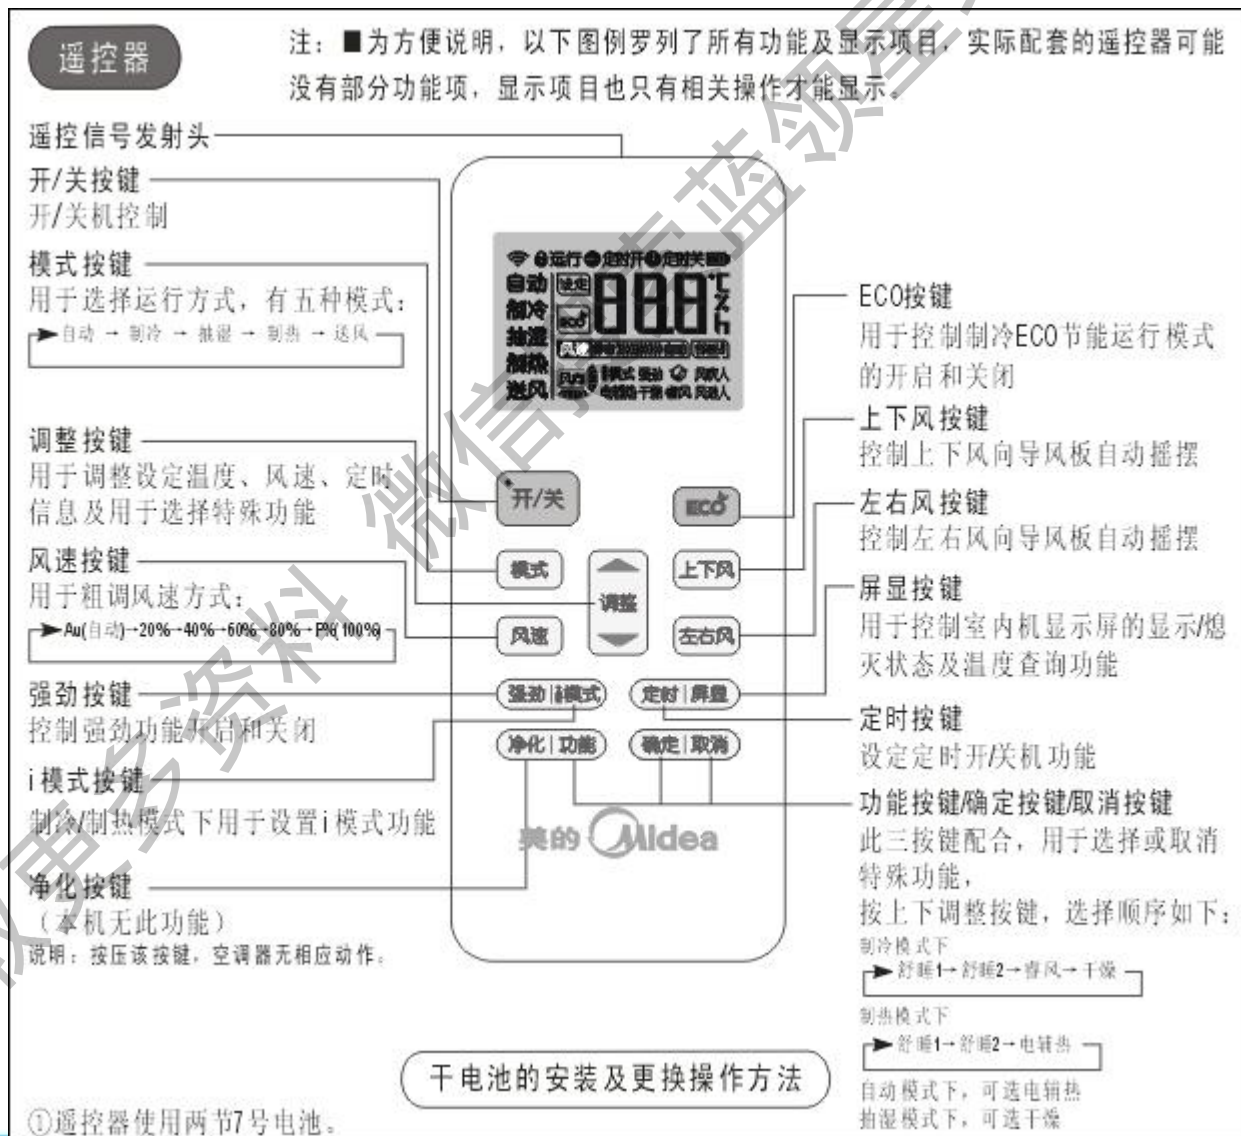 遥控器
注：■为方便说明，以下图例罗列了所有功能及显示项目，实际配套的遥控器可能
没有部分功能项，显示项目也只有相关操作才能显示。
遥控信号发射头
开/关按键
开/关机控制
模式按键
用于选择运行方式，有五种模式：
自动 → 制冷 → 抽湿 → 制热 → 送风
调整按键
用于调整设定温度、风速、定时
信息及用于选择特殊功能
风速按键
用于粗调风速方式：
Au(自动)→20%→40%→60%→80%→F%(100%)
强劲按键
控制强劲功能开启和关闭
i模式按键
制冷/制热模式下用于设置i模式功能
净化按键
（本机无此功能）
说明：按压该按键，空调器无相应动作。
运行 定时开 定时关
自动 设定 88.8 ℃
制冷 eco % h
抽湿 风速
制热 模式 强劲 风吹人
送风 干燥 睿风 风避人
开/关 ECO
模式 调整 上下风
风速 左右风
强劲 | i模式 定时 | 屏显
净化 | 功能 确定 | 取消
美的 Midea
ECO按键
用于控制制冷ECO节能运行模式
的开启和关闭
上下风按键
控制上下风向导风板自动摇摆
左右风按键
控制左右风向导风板自动摇摆
屏显按键
用于控制室内机显示屏的显示/熄
灭状态及温度查询功能
定时按键
设定定时开/关机功能
功能按键/确定按键/取消按键
此三按键配合，用于选择或取消
特殊功能，
按上下调整按键，选择顺序如下：
制冷模式下
舒睡1→舒睡2→睿风→干燥
制热模式下
舒睡1→舒睡2→电辅热
自动模式下，可选电辅热
抽湿模式下，可选干燥
干电池的安装及更换操作方法
①遥控器使用两节7号电池。